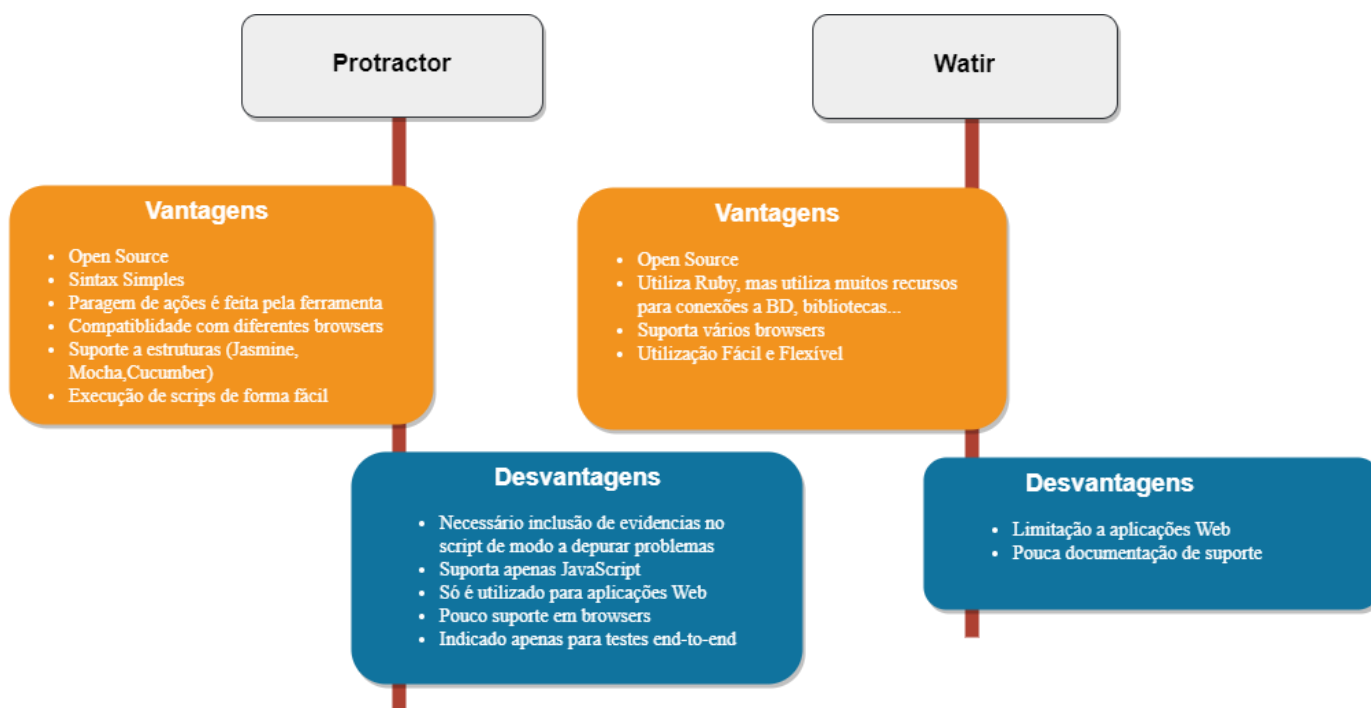 Protractor
Vantagens
• Open Source
• Sintax Simples
• Paragem de ações é feita pela ferramenta
• Compatiblidade com diferentes browsers
• Suporte a estruturas (Jasmine,
Mocha,Cucumber)
• Execução de scrips de forma fácil
Desvantagens
• Necessário inclusão de evidencias no
script de modo a depurar problemas
• Suporta apenas JavaScript
• Só é utilizado para aplicações Web
• Pouco suporte em browsers
• Indicado apenas para testes end-to-end
Watir
Vantagens
• Open Source
• Utiliza Ruby, mas utiliza muitos recursos
para conexões a BD, bibliotecas...
• Suporta vários browsers
• Utilização Fácil e Flexível
Desvantagens
• Limitação a aplicações Web
• Pouca documentação de suporte